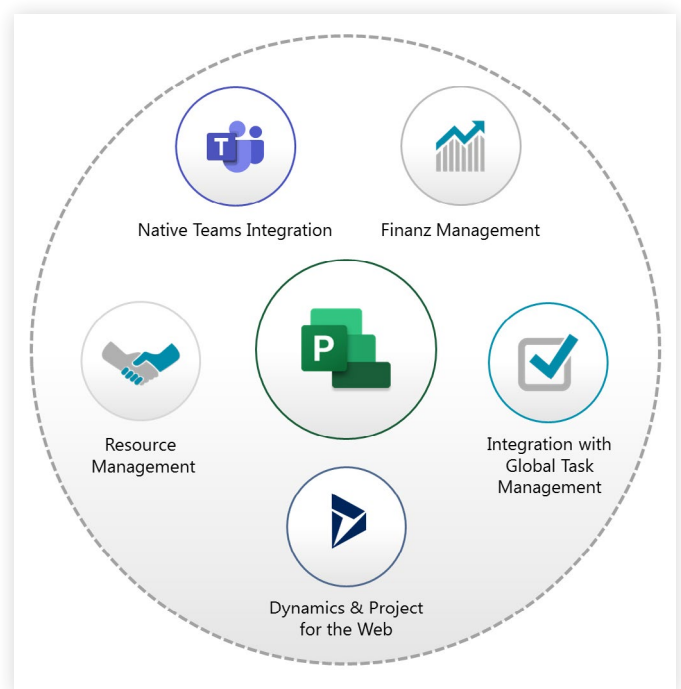 T
Native Teams Integration
Finanz Management
P
Resource
Management
Integration with
Global Task
Management
Dynamics & Project
for the Web